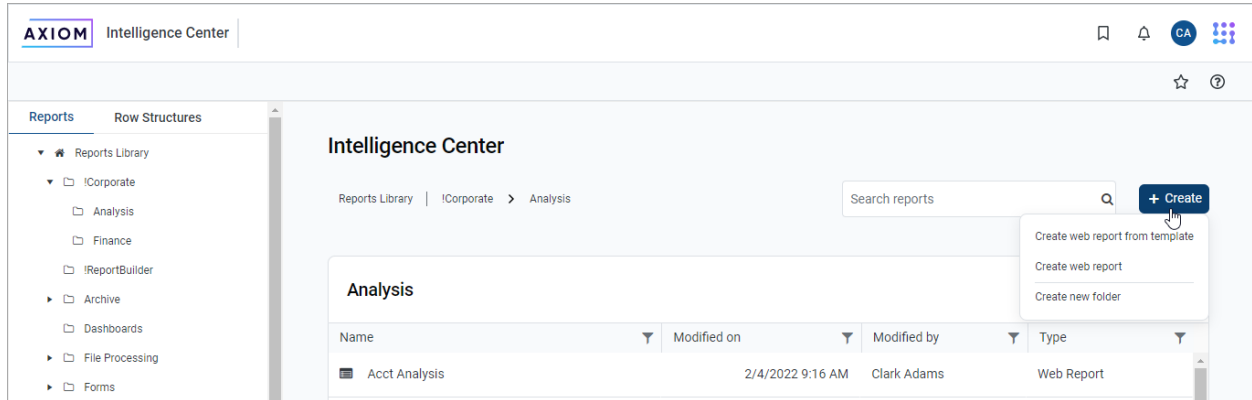 AXIOM Intelligence Center
CA
Reports Row Structures
Reports Library
!Corporate
Analysis
Finance
!ReportBuilder
Archive
Dashboards
File Processing
Forms
Intelligence Center
Reports Library | !Corporate > Analysis
Search reports
+ Create
Create web report from template
Create web report
Create new folder
Analysis
Name Modified on Modified by Type
Acct Analysis 2/4/2022 9:16 AM Clark Adams Web Report